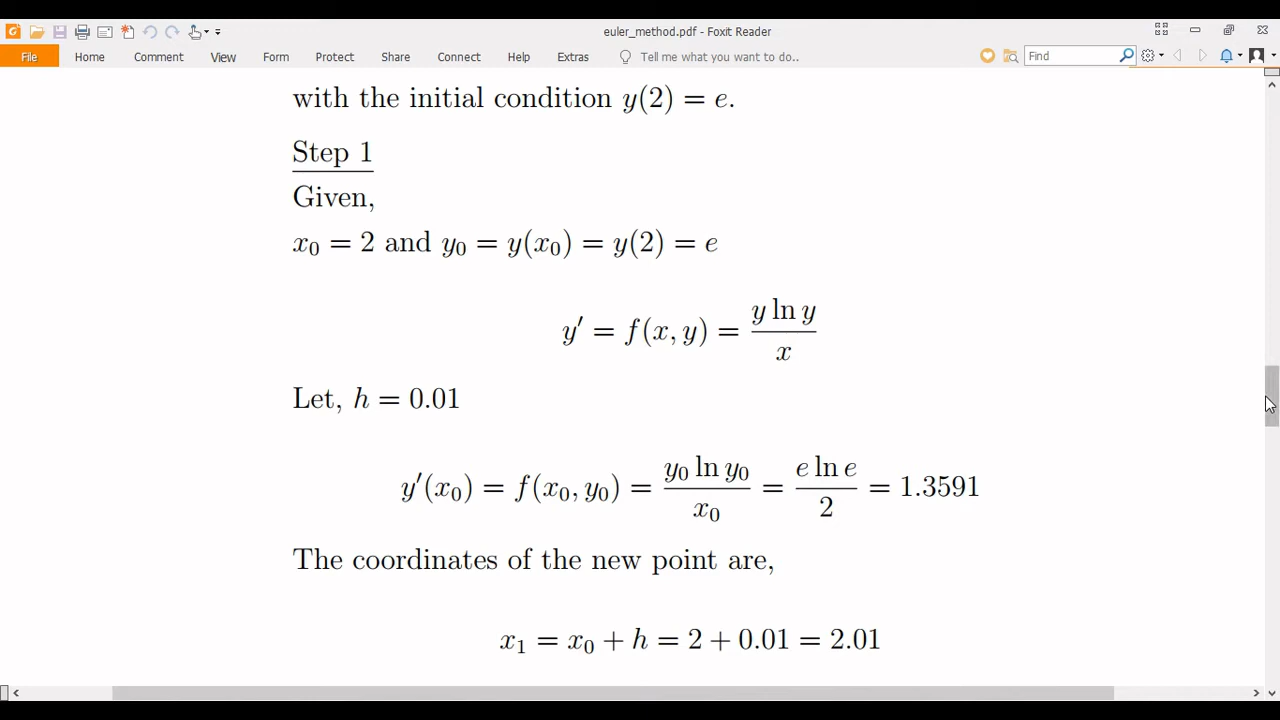 euler_method.pdf - Foxit Reader
File Home Comment View Form Protect Share Connect Help Extras Tell me what you want to do.. Find
with the initial condition y(2) = e.
Step 1
Given,
x₀ = 2 and y₀ = y(x₀) = y(2) = e
y′ = f(x, y) = y ln y / x
Let, h = 0.01
y′(x₀) = f(x₀, y₀) = y₀ ln y₀ / x₀ = e ln e / 2 = 1.3591
The coordinates of the new point are,
x₁ = x₀ + h = 2 + 0.01 = 2.01